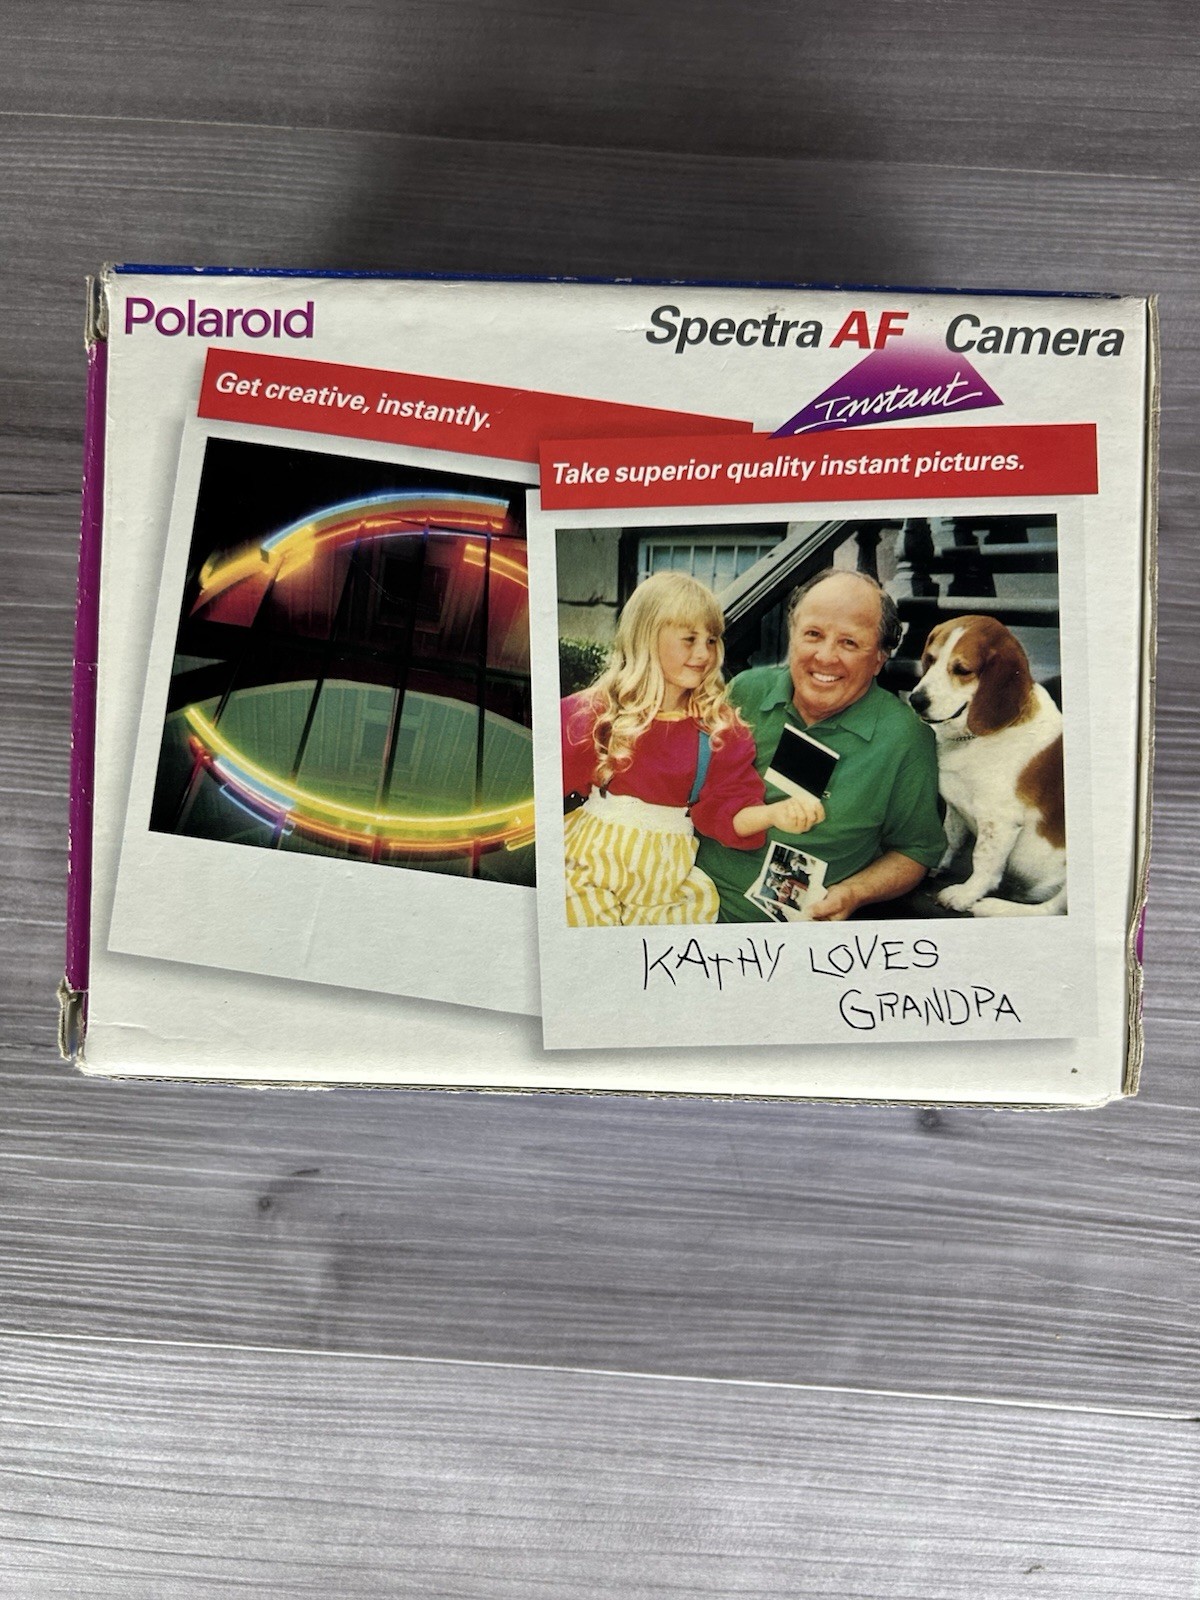 Polaroid
Spectra AF Camera
Instant
Get creative, instantly.
Take superior quality instant pictures.
KAtHY LOVES
GRANDPA